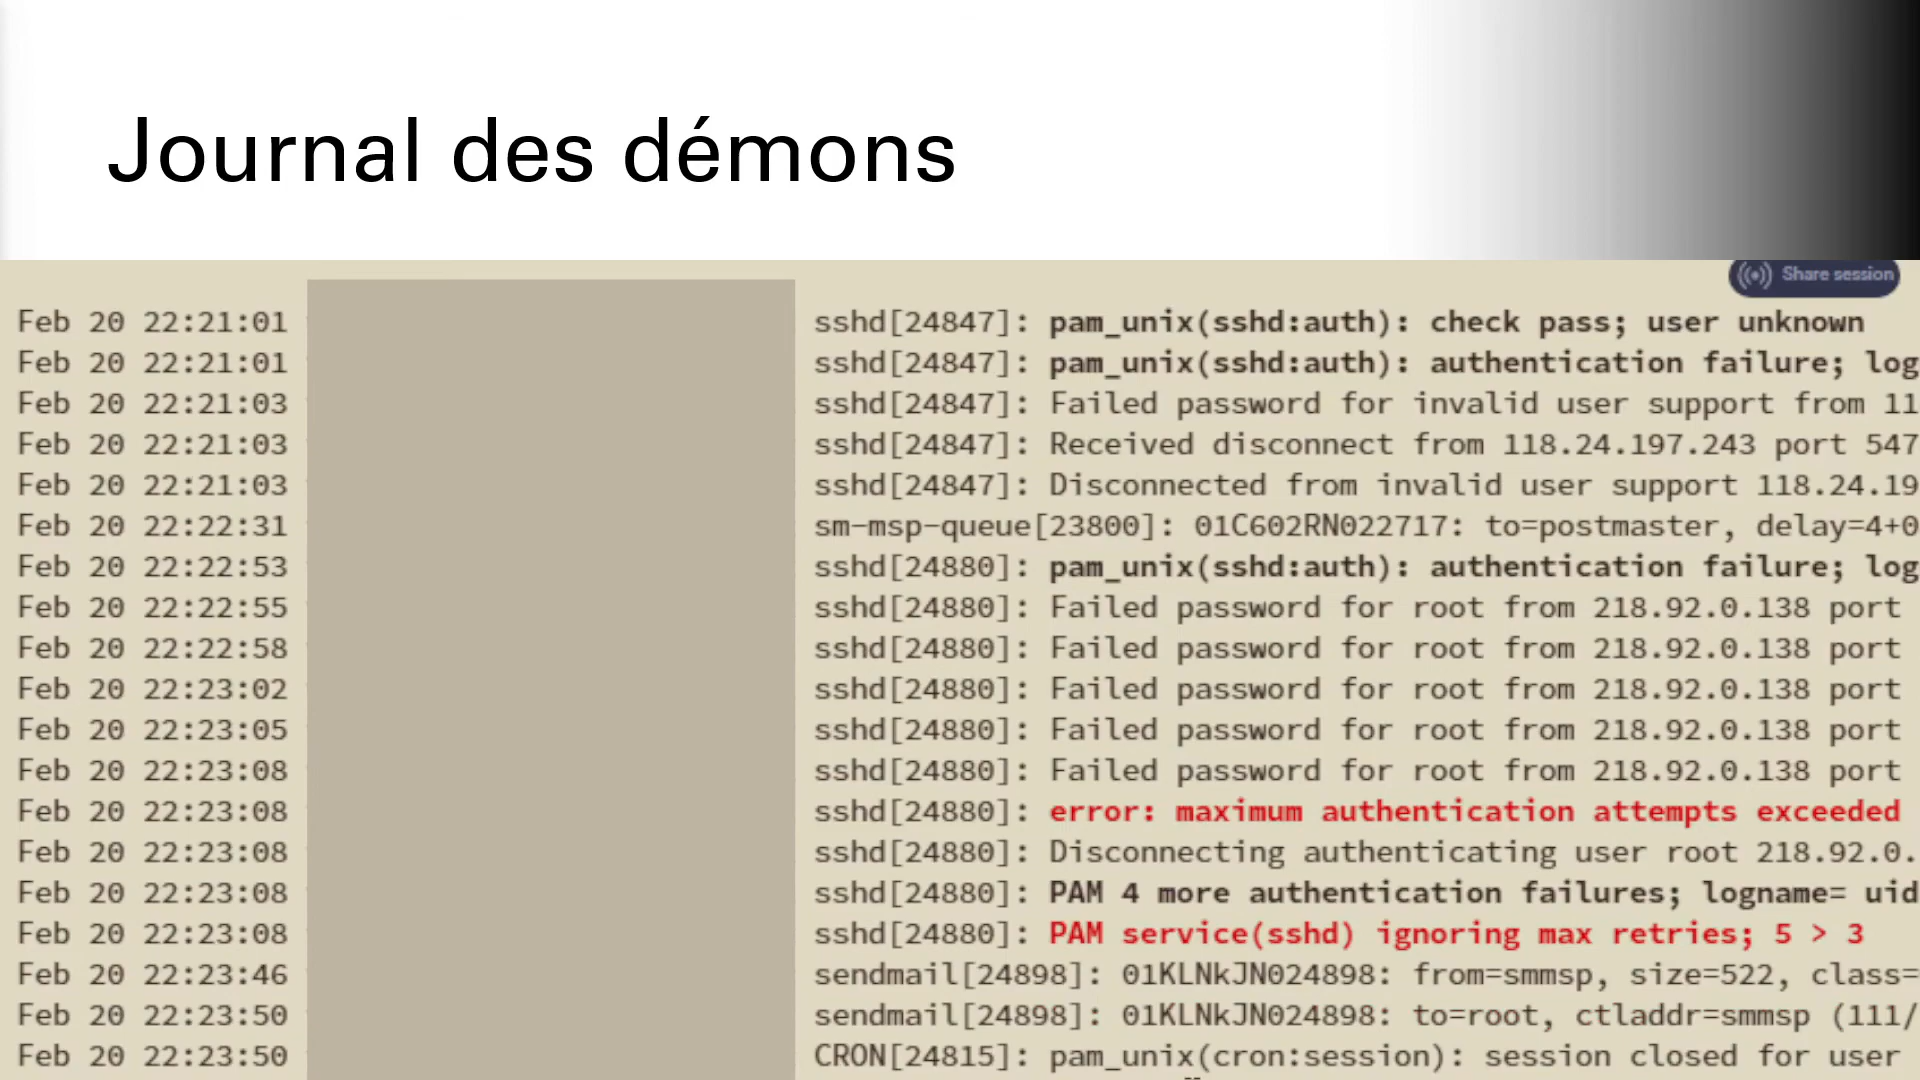 Journal des démons
Share session
Feb 20 22:21:01 sshd[24847]: pam_unix(sshd:auth): check pass; user unknown
Feb 20 22:21:01 sshd[24847]: pam_unix(sshd:auth): authentication failure; log
Feb 20 22:21:03 sshd[24847]: Failed password for invalid user support from 11
Feb 20 22:21:03 sshd[24847]: Received disconnect from 118.24.197.243 port 547
Feb 20 22:21:03 sshd[24847]: Disconnected from invalid user support 118.24.19
Feb 20 22:22:31 sm-msp-queue[23800]: 01C602RN022717: to=postmaster, delay=4+0
Feb 20 22:22:53 sshd[24880]: pam_unix(sshd:auth): authentication failure; log
Feb 20 22:22:55 sshd[24880]: Failed password for root from 218.92.0.138 port
Feb 20 22:22:58 sshd[24880]: Failed password for root from 218.92.0.138 port
Feb 20 22:23:02 sshd[24880]: Failed password for root from 218.92.0.138 port
Feb 20 22:23:05 sshd[24880]: Failed password for root from 218.92.0.138 port
Feb 20 22:23:08 sshd[24880]: Failed password for root from 218.92.0.138 port
Feb 20 22:23:08 sshd[24880]: error: maximum authentication attempts exceeded
Feb 20 22:23:08 sshd[24880]: Disconnecting authenticating user root 218.92.0.
Feb 20 22:23:08 sshd[24880]: PAM 4 more authentication failures; logname= uid
Feb 20 22:23:08 sshd[24880]: PAM service(sshd) ignoring max retries; 5 > 3
Feb 20 22:23:46 sendmail[24898]: 01KLNkJN024898: from=smmsp, size=522, class=
Feb 20 22:23:50 sendmail[24898]: 01KLNkJN024898: to=root, ctladdr=smmsp (111/
Feb 20 22:23:50 CRON[24815]: pam_unix(cron:session): session closed for user